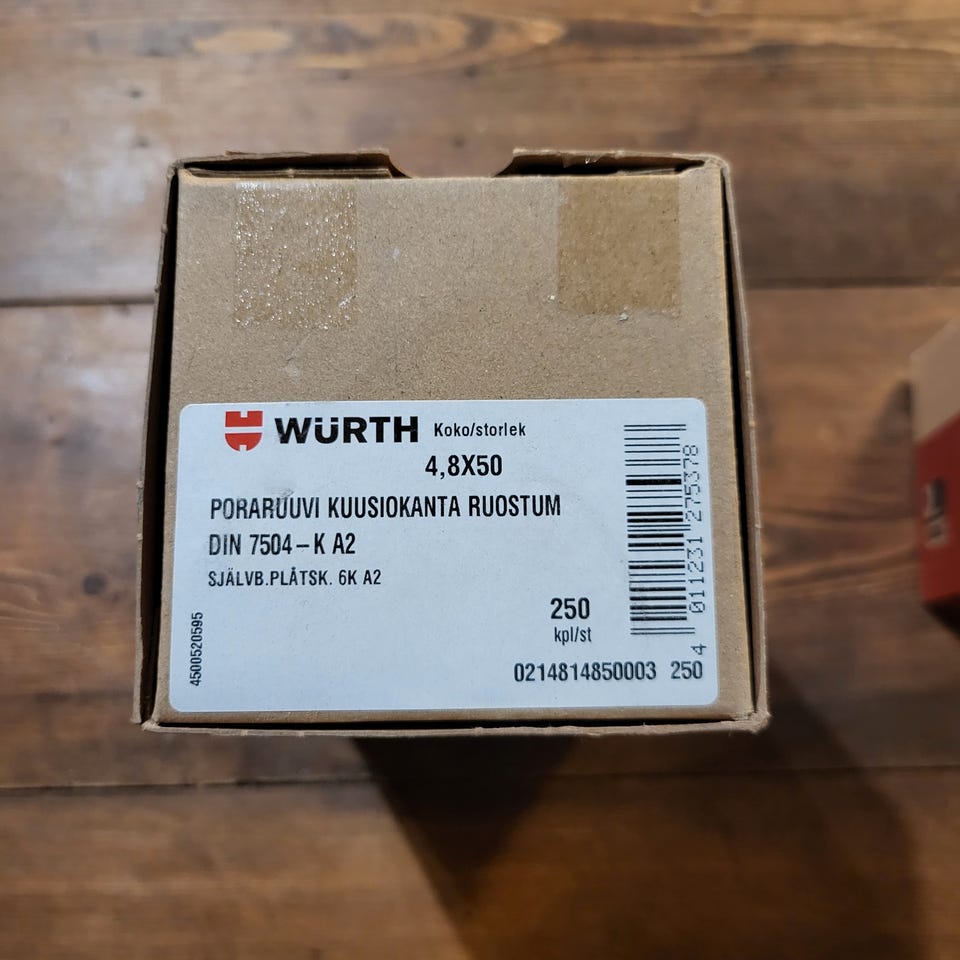 WÜRTH Koko/storlek
4,8X50
PORARUUVI KUUSIOKANTA RUOSTUM
DIN 7504-K A2
SJÄLVB.PLÅTSK. 6K A2
250
kpl/st
0214814850003 250
4500520595
4 011231 275378